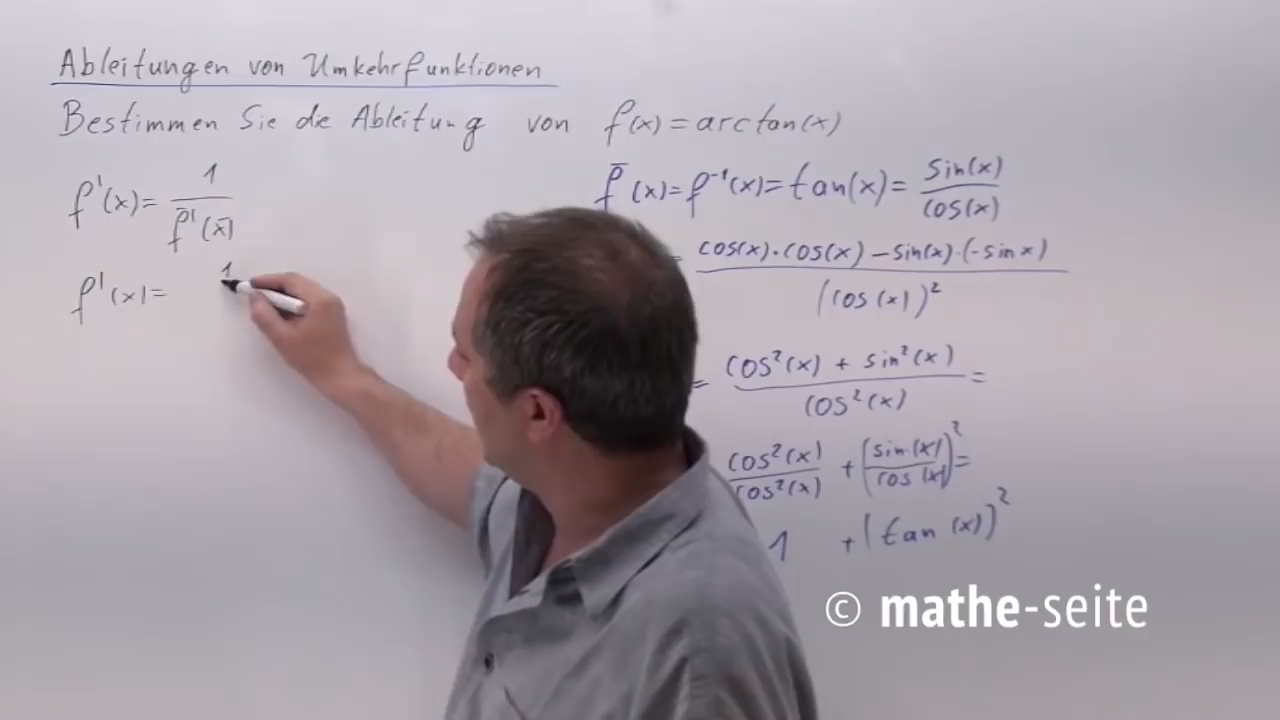 Ableitungen von Umkehrfunktionen
Bestimmen Sie die Ableitung von f(x) = arctan(x)
f'(x) = 1 / f̄'(x̄)
f'(x) = 1
f̄(x) = f⁻¹(x) = tan(x) = sin(x) / cos(x)
= cos(x)·cos(x) − sin(x)·(−sin x) / (cos(x))²
= cos²(x) + sin²(x) / cos²(x) =
cos²(x) / cos²(x) + (sin(x) / cos(x))² =
1 + (tan(x))²
© mathe-seite